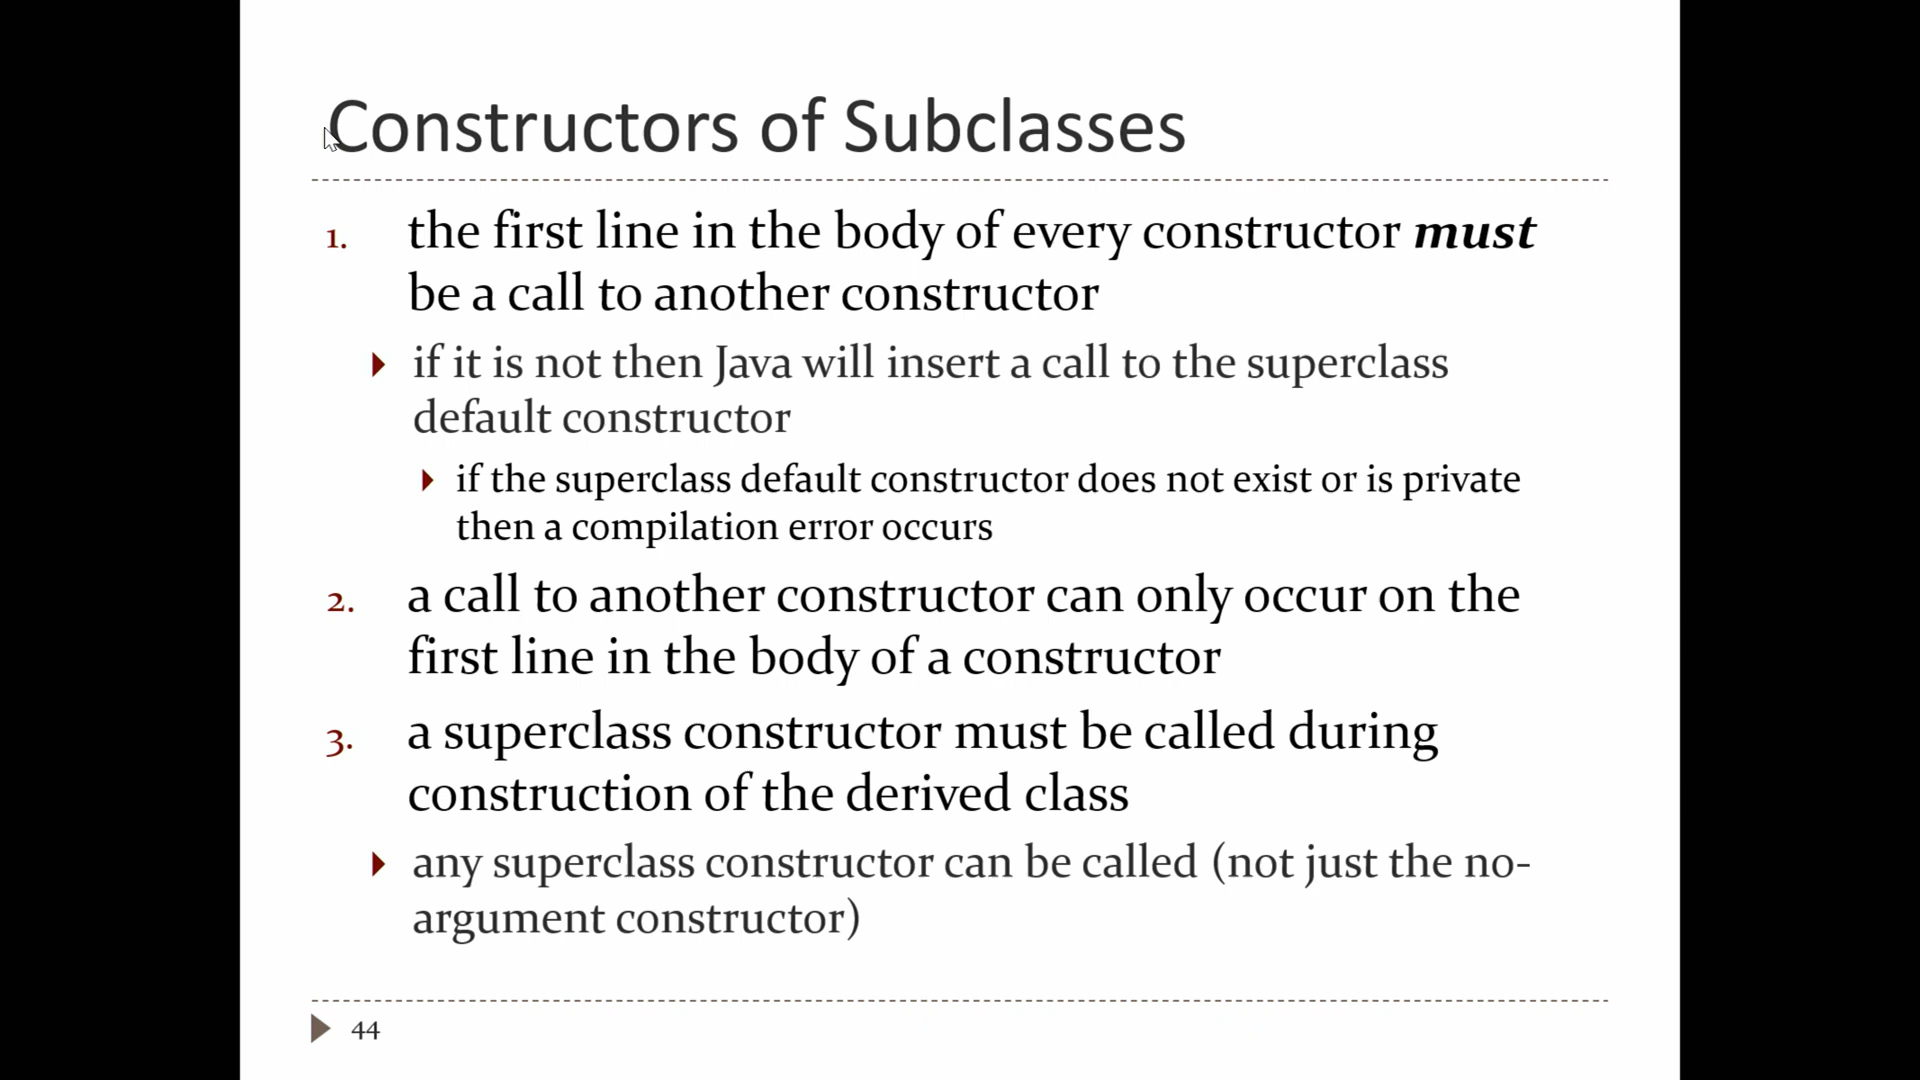 Constructors of Subclasses
1. the first line in the body of every constructor must
be a call to another constructor
if it is not then Java will insert a call to the superclass
default constructor
if the superclass default constructor does not exist or is private
then a compilation error occurs
2. a call to another constructor can only occur on the
first line in the body of a constructor
3. a superclass constructor must be called during
construction of the derived class
any superclass constructor can be called (not just the no-
argument constructor)
44